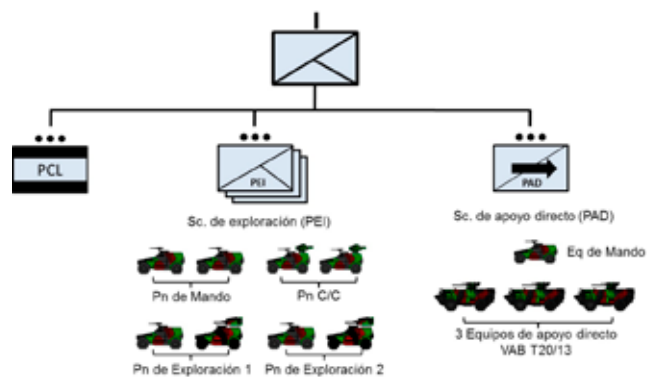 PCL
PEI
PAD
Sc. de exploración (PEI)
Sc. de apoyo directo (PAD)
Eq de Mando
Pn de Mando
Pn C/C
3 Equipos de apoyo directo
VAB T20/13
Pn de Exploración 1
Pn de Exploración 2